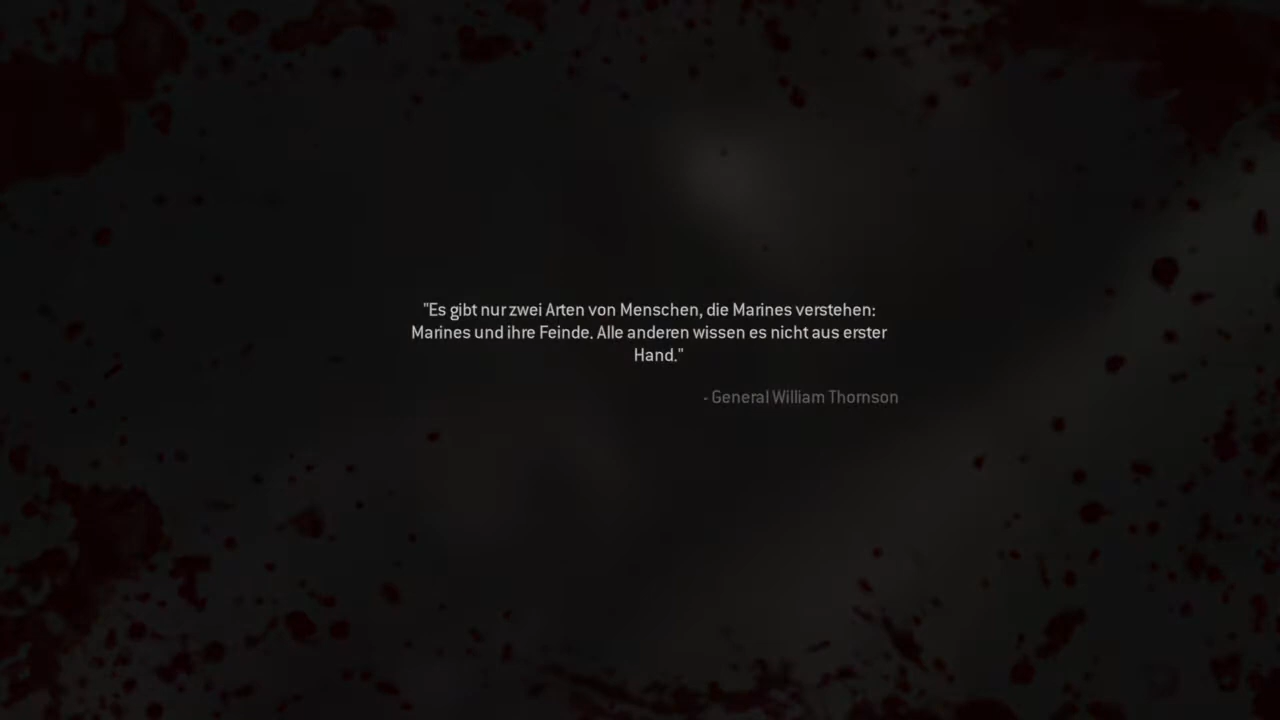 "Es gibt nur zwei Arten von Menschen, die Marines verstehen:
Marines und ihre Feinde. Alle anderen wissen es nicht aus erster
Hand."
- General William Thornson